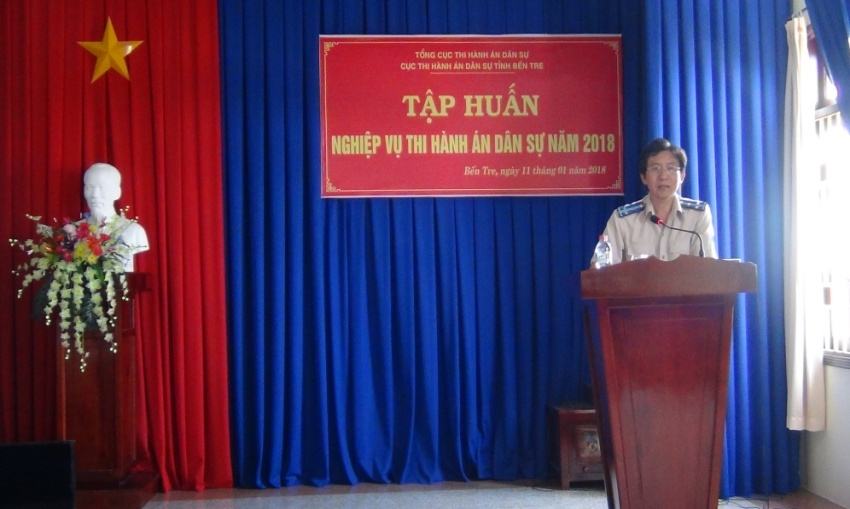 TỔNG CỤC THI HÀNH ÁN DÂN SỰ
CỤC THI HÀNH ÁN DÂN SỰ TỈNH BẾN TRE
TẬP HUẤN
NGHIỆP VỤ THI HÀNH ÁN DÂN SỰ NĂM 2018
Bến Tre, ngày 11 tháng 01 năm 2018